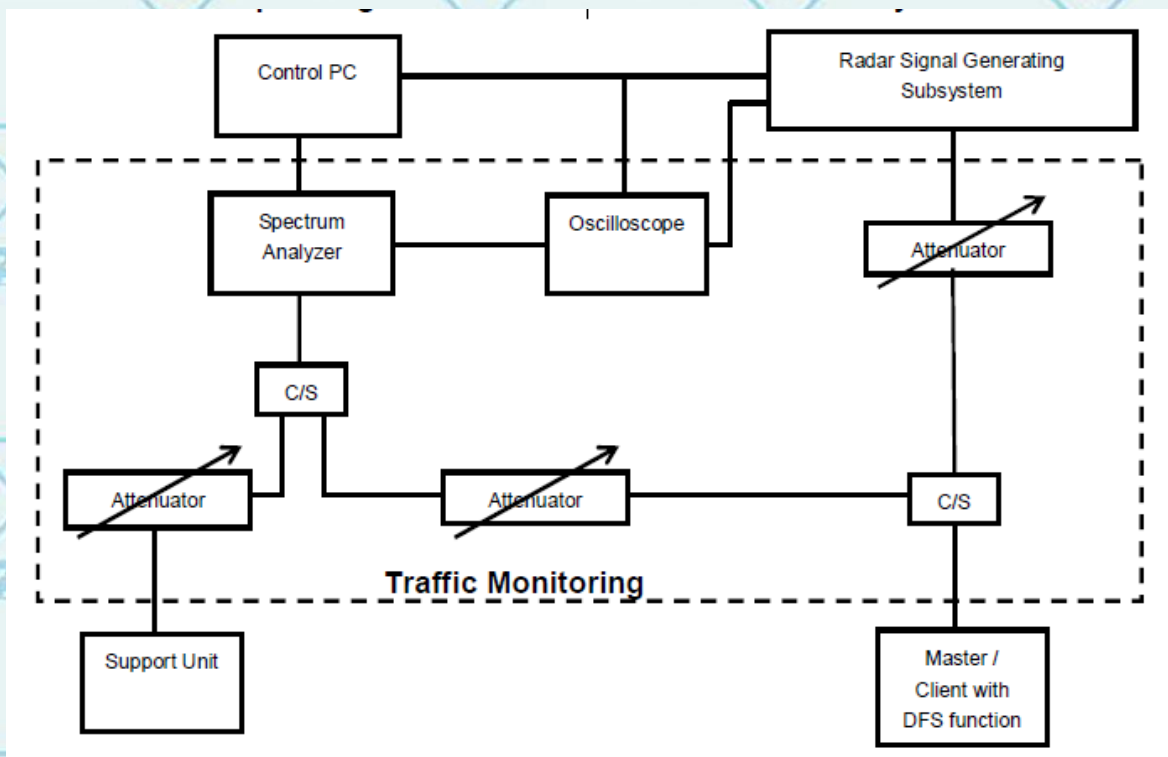 Control PC
Radar Signal Generating
Subsystem
Spectrum
Analyzer
Oscilloscope
Attenuator
C/S
Attenuator
Attenuator
C/S
Traffic Monitoring
Support Unit
Master /
Client with
DFS function